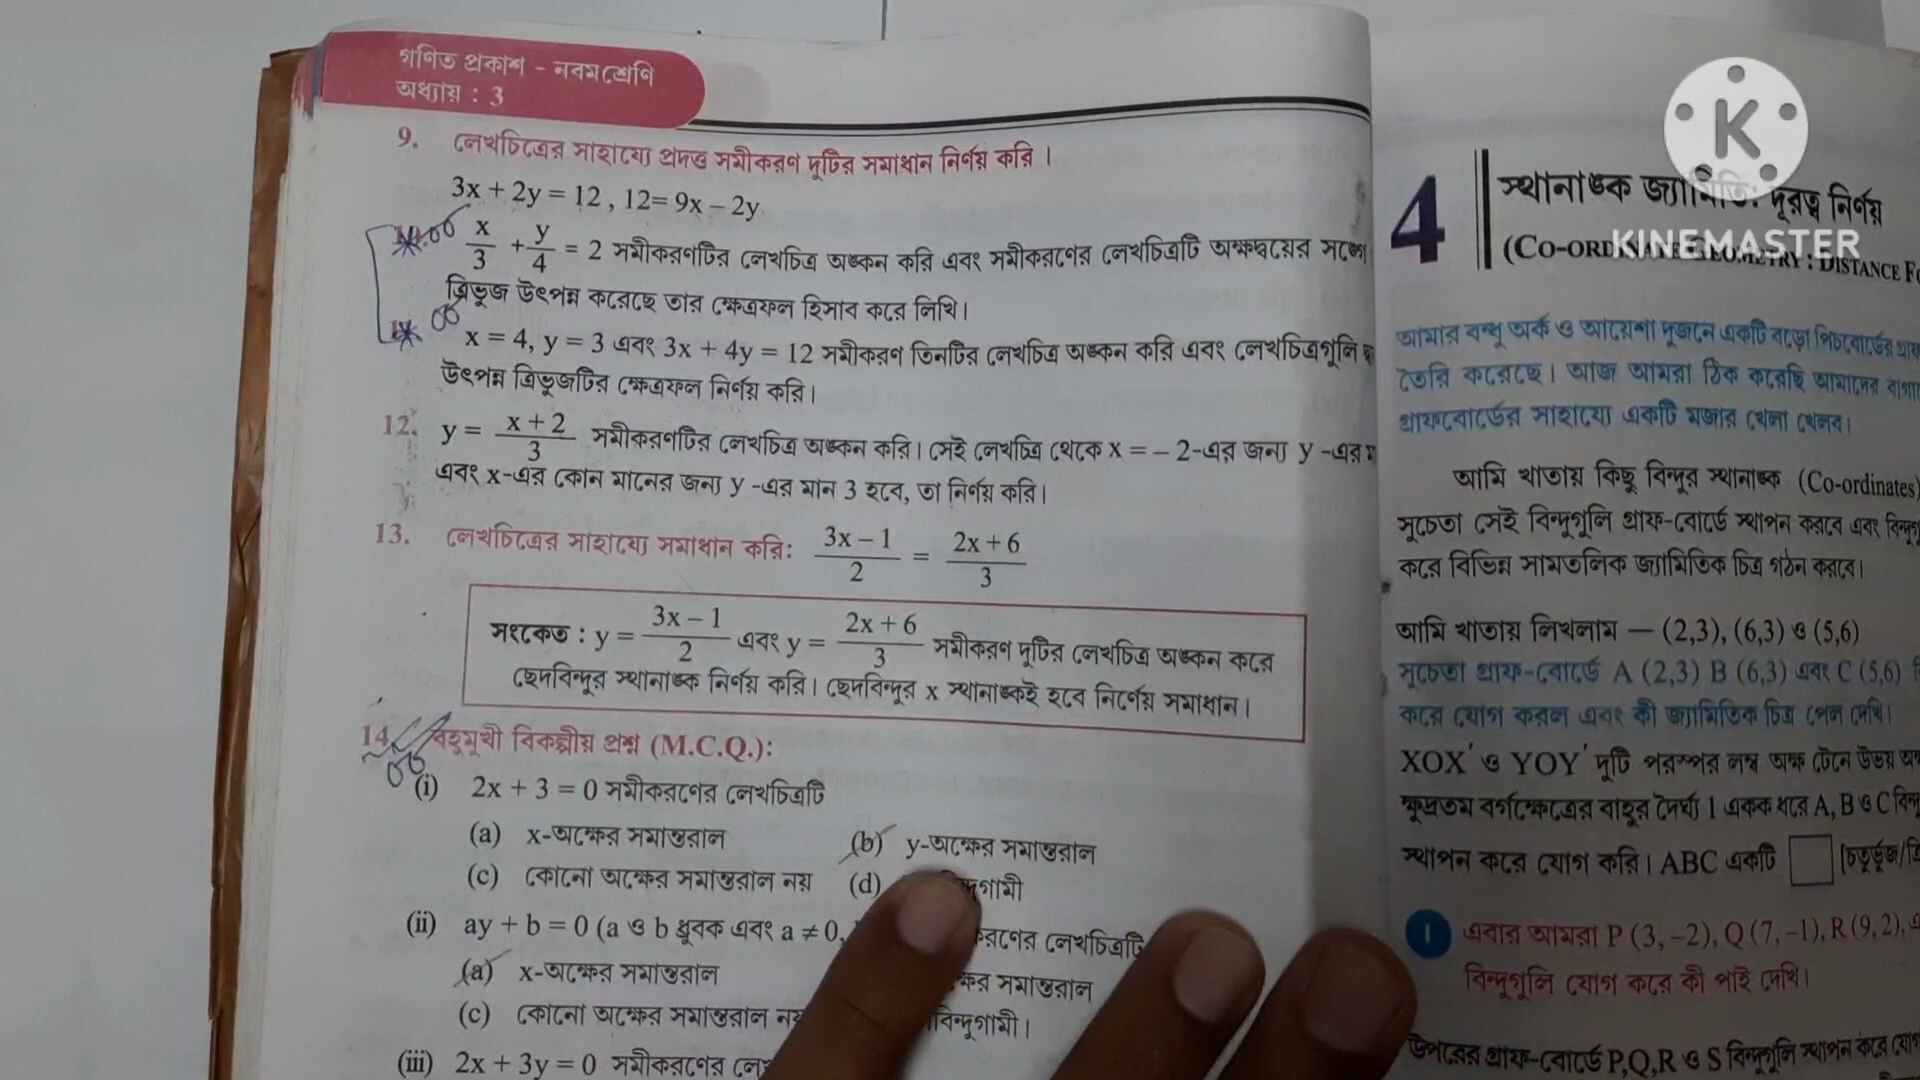 গণিত প্রকাশ - নবম শ্রেণি
অধ্যায় : 3
9. লেখচিত্রের সাহায্যে প্রদত্ত সমীকরণ দুটির সমাধান নির্ণয় করি।
3x + 2y = 12 , 12= 9x – 2y
x/3 + y/4 = 2 সমীকরণটির লেখচিত্র অঙ্কন করি এবং সমীকরণের লেখচিত্রটি অক্ষদ্বয়ের সঙ্গে
ত্রিভুজ উৎপন্ন করেছে তার ক্ষেত্রফল হিসাব করে লিখি।
x = 4, y = 3 এবং 3x + 4y = 12 সমীকরণ তিনটির লেখচিত্র অঙ্কন করি এবং লেখচিত্রগুলি
উৎপন্ন ত্রিভুজটির ক্ষেত্রফল নির্ণয় করি।
12. y = (x + 2)/3 সমীকরণটির লেখচিত্র অঙ্কন করি। সেই লেখচিত্র থেকে x = – 2-এর জন্য y -এর
এবং x-এর কোন মানের জন্য y -এর মান 3 হবে, তা নির্ণয় করি।
13. লেখচিত্রের সাহায্যে সমাধান করি: (3x – 1)/2 = (2x + 6)/3
সংকেত : y = (3x – 1)/2 এবং y = (2x + 6)/3 সমীকরণ দুটির লেখচিত্র অঙ্কন করে
ছেদবিন্দুর স্থানাঙ্ক নির্ণয় করি। ছেদবিন্দুর x স্থানাঙ্কই হবে নির্ণেয় সমাধান।
14. বহুমুখী বিকল্পীয় প্রশ্ন (M.C.Q.):
(i) 2x + 3 = 0 সমীকরণের লেখচিত্রটি
(a) x-অক্ষের সমান্তরাল (b) y-অক্ষের সমান্তরাল
(c) কোনো অক্ষের সমান্তরাল নয় (d)
(ii) ay + b = 0 (a ও b ধ্রুবক এবং a ≠ 0, লেখচিত্রটি
(a) x-অক্ষের সমান্তরাল সমান্তরাল
(c) কোনো অক্ষের সমান্তরাল নয়
(iii) 2x + 3y = 0 সমীকরণের
4 স্থানাঙ্ক জ্যামিতি: দূরত্ব নির্ণয়
(CO-ORDINATE GEOMETRY : DISTANCE
K
KINEMASTER
আমার বন্ধু অর্ক ও আয়েশা দুজনে একটি বড়ো পিচবোর্ডের
তৈরি করেছে। আজ আমরা ঠিক করেছি আমাদের
গ্রাফবোর্ডের সাহায্যে একটি মজার খেলা খেলব।
আমি খাতায় কিছু বিন্দুর স্থানাঙ্ক (Co-ordinates)
সুচেতা সেই বিন্দুগুলি গ্রাফ-বোর্ডে স্থাপন করবে এবং
করে বিভিন্ন সামতলিক জ্যামিতিক চিত্র গঠন করবে।
আমি খাতায় লিখলাম — (2,3), (6,3) ও (5,6)
সুচেতা গ্রাফ-বোর্ডে A (2,3) B (6,3) এবং C (5,6)
করে যোগ করল এবং কী জ্যামিতিক চিত্র পেল দেখি।
XOX′ ও YOY′ দুটি পরস্পর লম্ব অক্ষ টেনে উভয়
ক্ষুদ্রতম বর্গক্ষেত্রের বাহুর দৈর্ঘ্য 1 একক ধরে A, B ও C
স্থাপন করে যোগ করি। ABC একটি [চতুর্ভুজ/
1 এবার আমরা P (3, –2), Q (7, –1), R (9, 2),
বিন্দুগুলি যোগ করে কী পাই দেখি।
উপরের গ্রাফ-বোর্ডে P,Q,R ও S বিন্দুগুলি স্থাপন করে